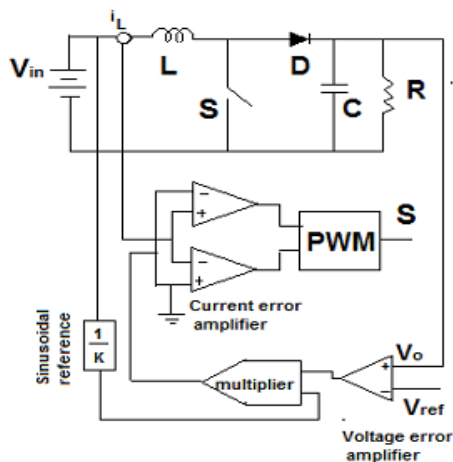 iL
Vin
L
D
S
C
R
−
+
−
+
PWM
S
Current error
amplifier
Sinusoidal
reference
1
K
multiplier
Vo
+
−
Vref
Voltage error
amplifier